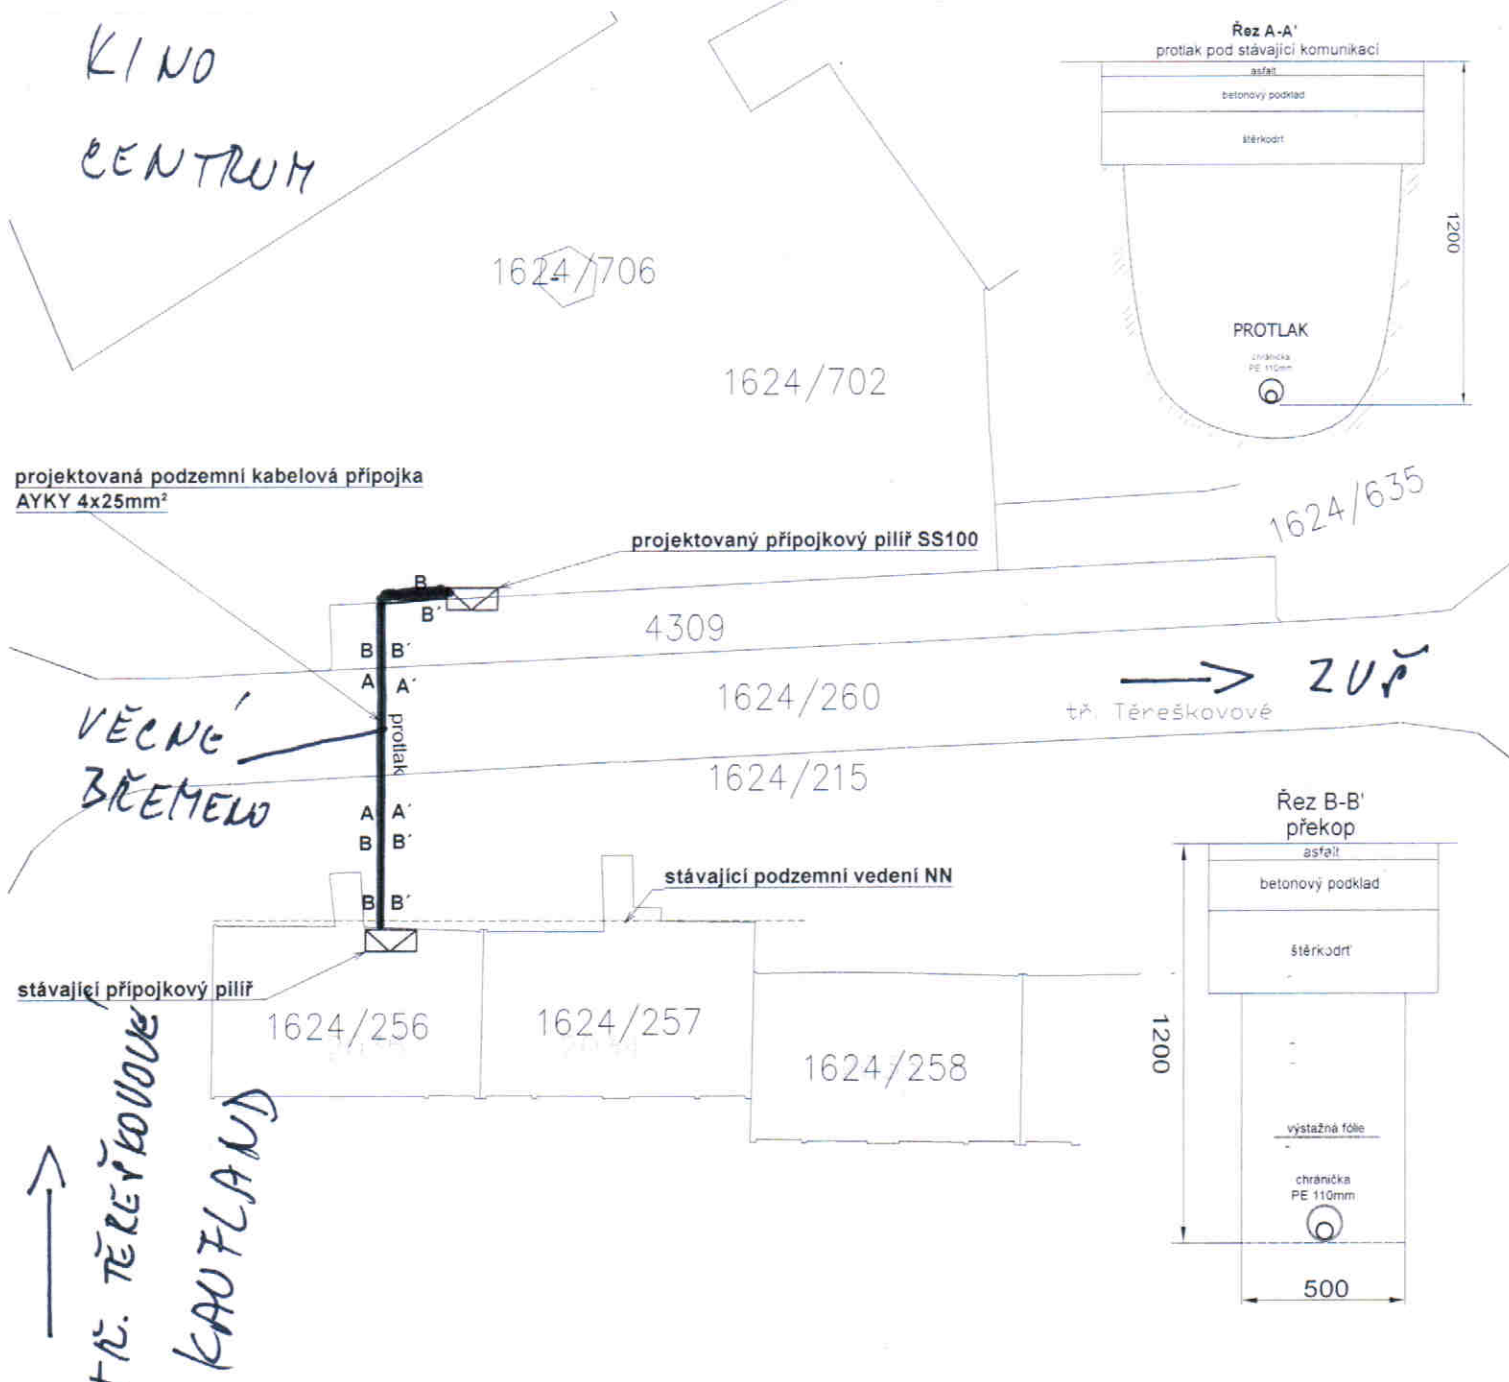 KINO
CENTRUM
Řez A-A'
protlak pod stávající komunikací
asfalt
betonový podklad
štěrkodrť
1200
PROTLAK
chránička
PE 110mm
1624/706
1624/702
1624/635
projektovaná podzemní kabelová přípojka
AYKY 4x25mm²
projektovaný přípojkový pilíř SS100
B
B´
4309
B B´
A A´
1624/260
ZUŠ
tř. Těreškovové
VĚCNÉ
BŘEMENO
protlak
1624/215
A A´
B B´
Řez B-B'
překop
asfalt
betonový podklad
štěrkodrť
1200
výstažná fólie
chránička
PE 110mm
500
stávající podzemní vedení NN
B B´
stávající přípojkový pilíř
1624/256
1624/257
1624/258
TŘ. TĚREŠKOVOVÉ
KAUFLAND